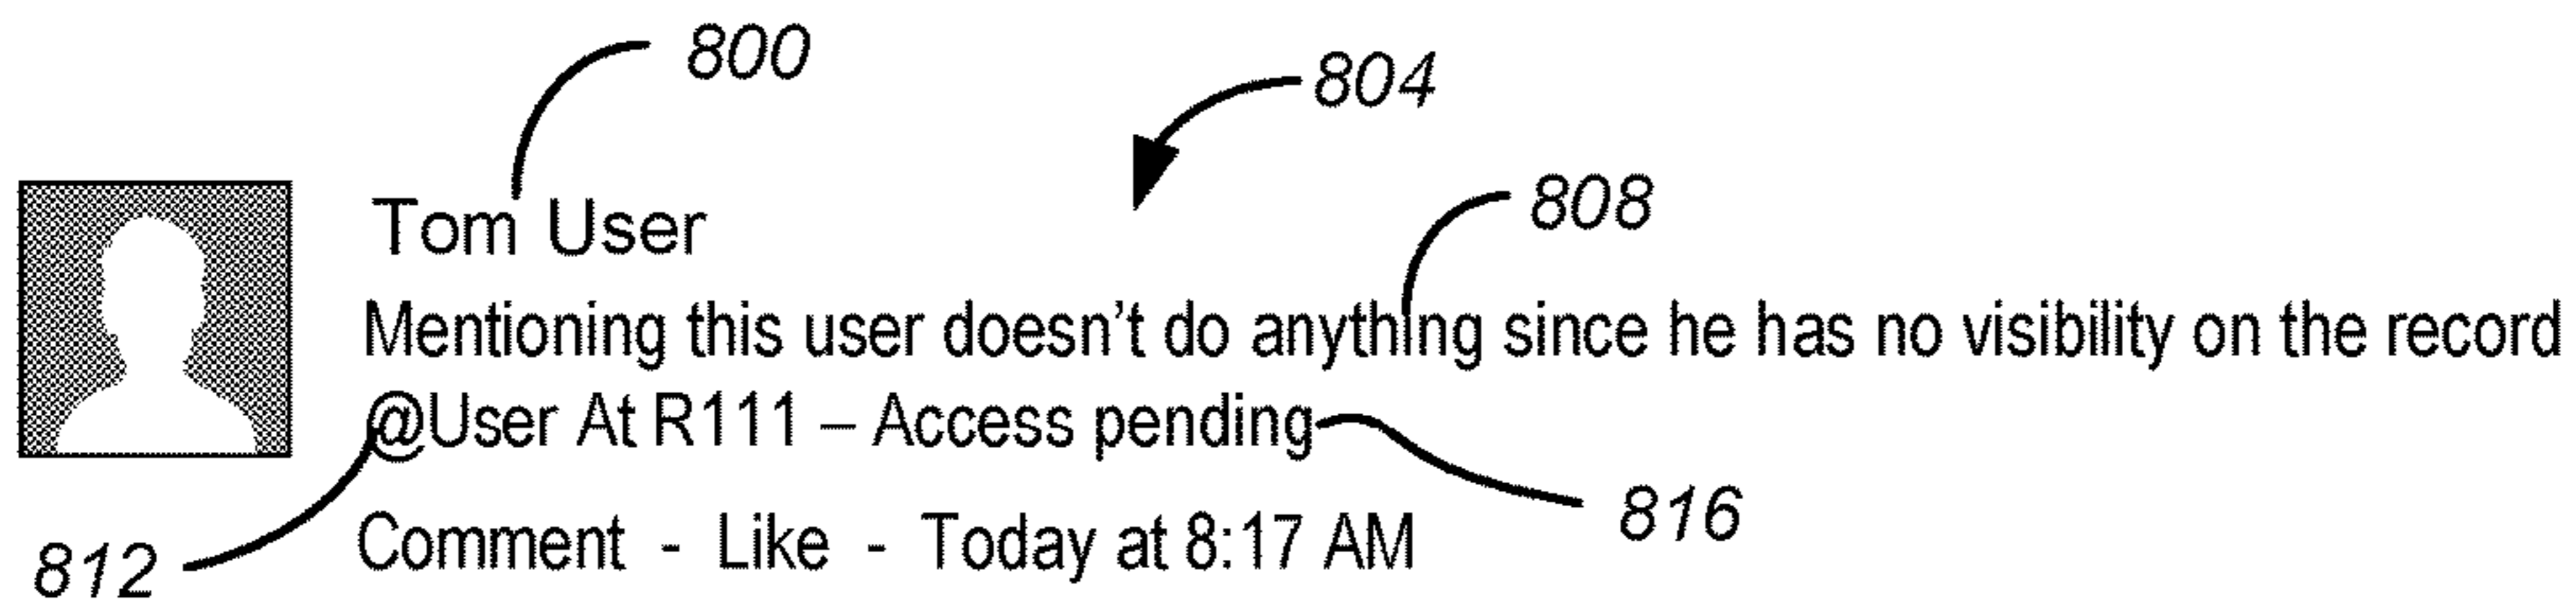 800
804
808
Tom User
Mentioning this user doesn’t do anything since he has no visibility on the record
@User At R111 – Access pending
816
Comment - Like - Today at 8:17 AM
812